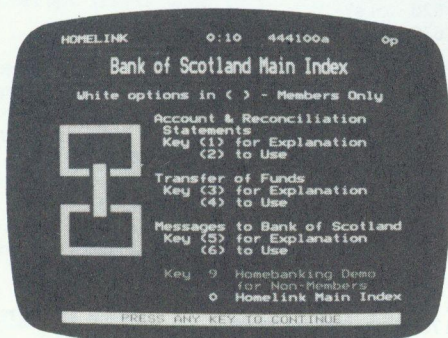 HOMELINK 0:10 444100a 0p
Bank of Scotland Main Index
White options in ( ) - Members Only
Account & Reconciliation
Statements
Key (1) for Explanation
(2) to Use
Transfer of Funds
Key (3) for Explanation
(4) to Use
Messages to Bank of Scotland
Key (5) for Explanation
(6) to Use
Key 9 Homebanking Demo
for Non-Members
0 Homelink Main Index
PRESS ANY KEY TO CONTINUE